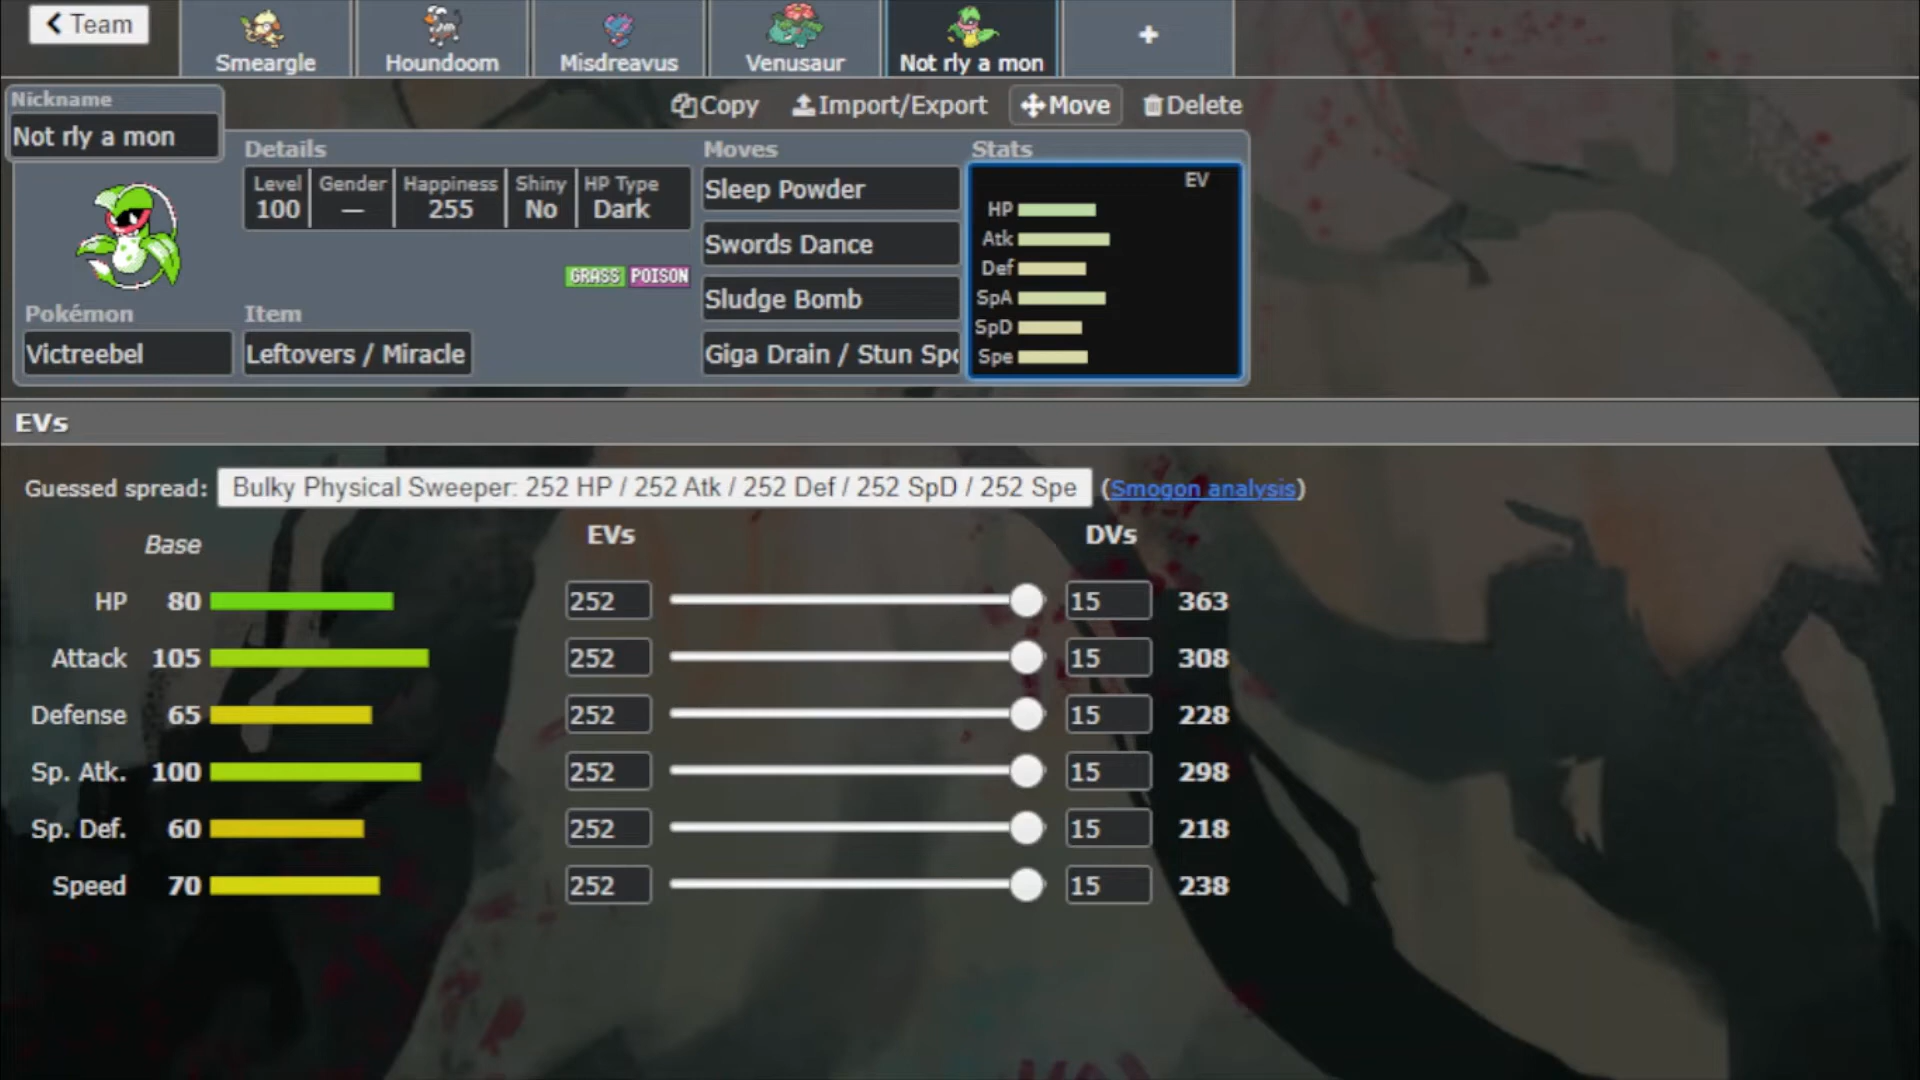 Team
Smeargle
Houndoom
Misdreavus
Venusaur
Not rly a mon
+
Nickname
Not rly a mon
Copy
Import/Export
Move
Delete
Details
Moves
Stats
Level
Gender
Happiness
Shiny
HP Type
100
—
255
No
Dark
GRASS POISON
Pokémon
Victreebel
Item
Leftovers / Miracle
Sleep Powder
Swords Dance
Sludge Bomb
Giga Drain / Stun Spo
EV
HP
Atk
Def
SpA
SpD
Spe
EVs
Guessed spread: Bulky Physical Sweeper: 252 HP / 252 Atk / 252 Def / 252 SpD / 252 Spe (Smogon analysis)
Base EVs DVs
HP 80 252 15 363
Attack 105 252 15 308
Defense 65 252 15 228
Sp. Atk. 100 252 15 298
Sp. Def. 60 252 15 218
Speed 70 252 15 238